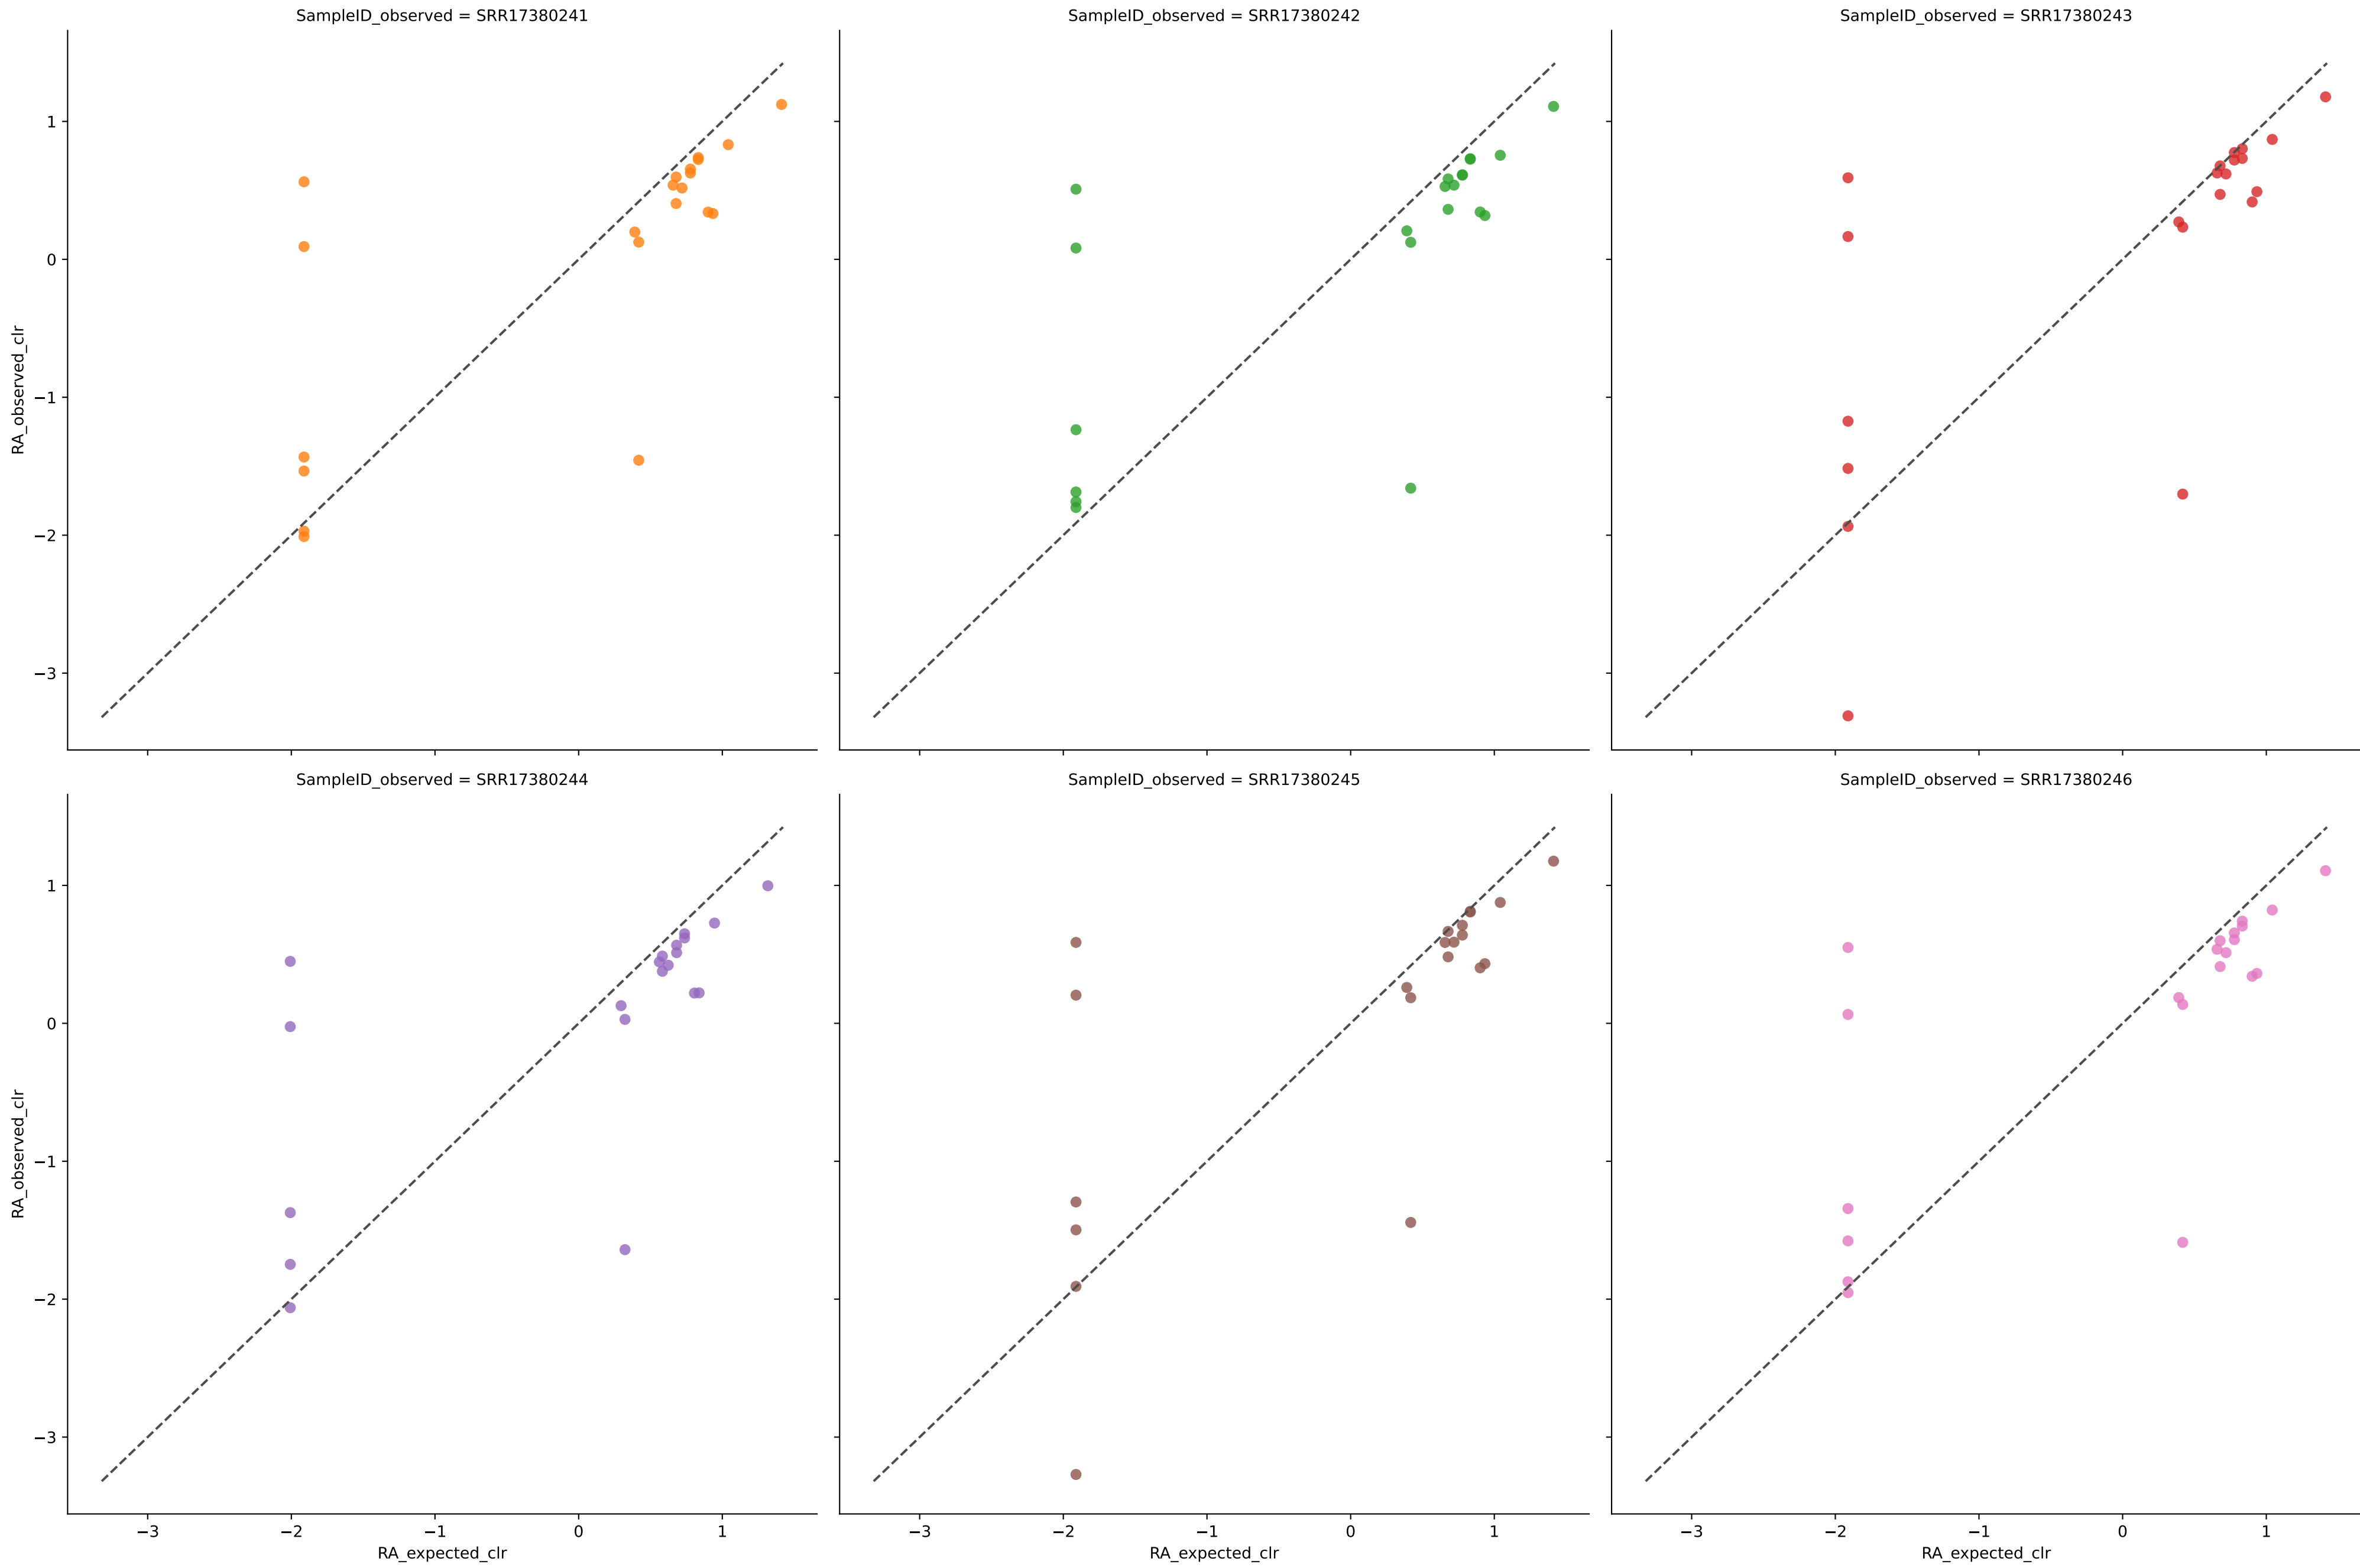 SampleID_observed = SRR17380241
SampleID_observed = SRR17380242
SampleID_observed = SRR17380243
1
0
−1
−2
−3
RA_observed_clr
SampleID_observed = SRR17380244
SampleID_observed = SRR17380245
SampleID_observed = SRR17380246
1
0
−1
−2
−3
RA_observed_clr
−3 −2 −1 0 1
−3 −2 −1 0 1
−3 −2 −1 0 1
RA_expected_clr
RA_expected_clr
RA_expected_clr